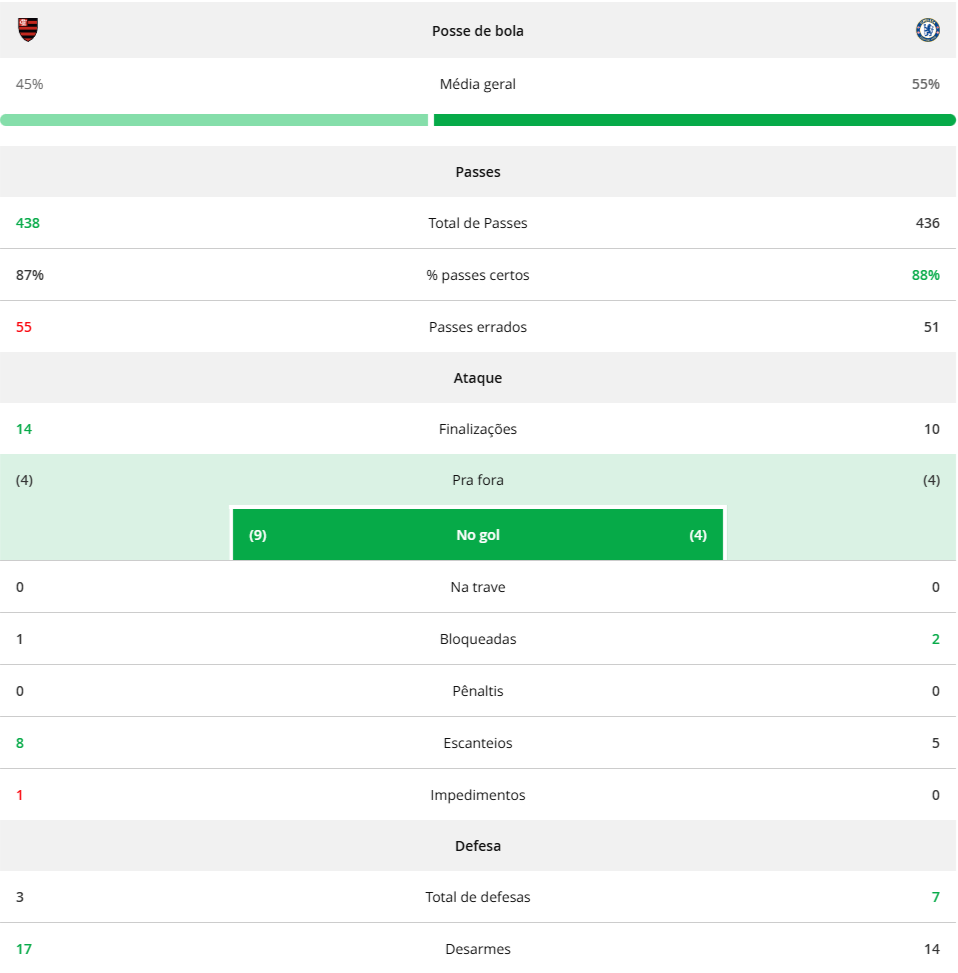 Posse de bola
45% Média geral 55%
Passes
438 Total de Passes 436
87% % passes certos 88%
55 Passes errados 51
Ataque
14 Finalizações 10
(4) Pra fora (4)
(9) No gol (4)
0 Na trave 0
1 Bloqueadas 2
0 Pênaltis 0
8 Escanteios 5
1 Impedimentos 0
Defesa
3 Total de defesas 7
17 Desarmes 14